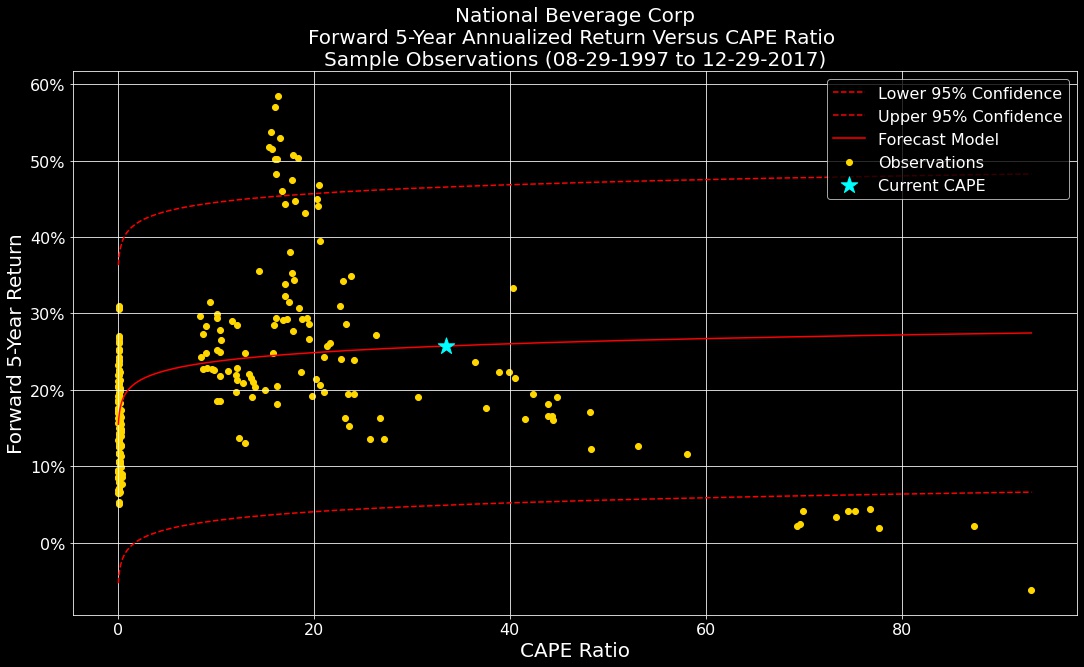 National Beverage Corp
Forward 5-Year Annualized Return Versus CAPE Ratio
Sample Observations (08-29-1997 to 12-29-2017)
Lower 95% Confidence
Upper 95% Confidence
Forecast Model
Observations
Current CAPE
Forward 5-Year Return
60%
50%
40%
30%
20%
10%
0%
0 20 40 60 80
CAPE Ratio